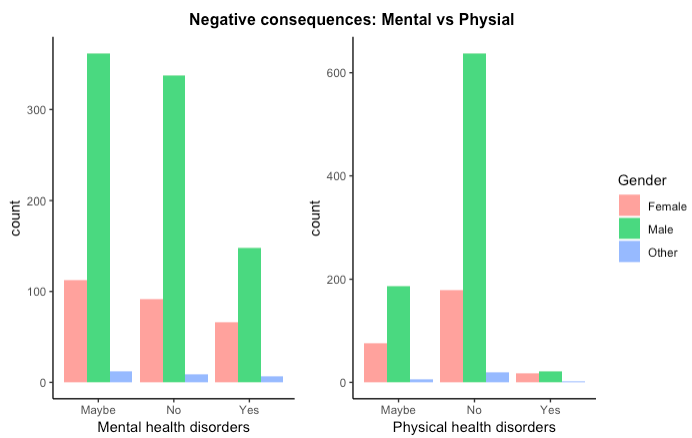 Negative consequences: Mental vs Physial
count
300
200
100
0
Maybe
No
Yes
Mental health disorders
count
600
400
200
0
Maybe
No
Yes
Physical health disorders
Gender
Female
Male
Other